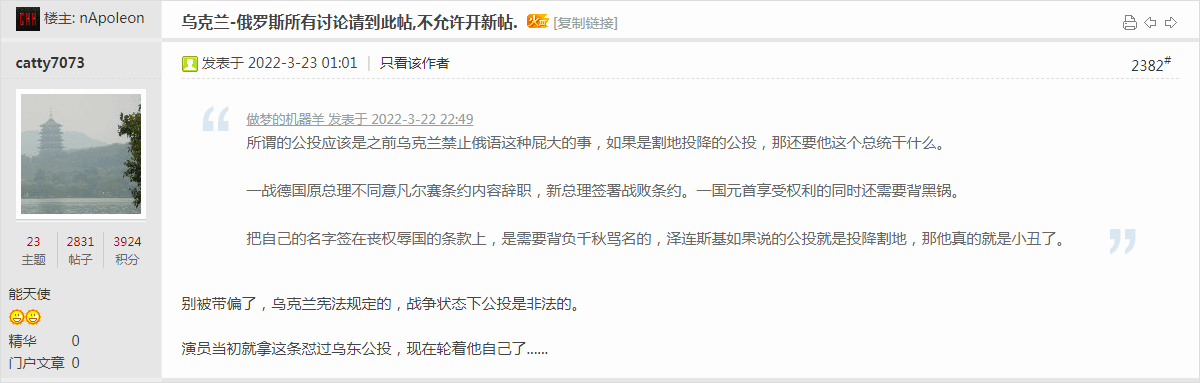 楼主: nApoleon
乌克兰-俄罗斯所有讨论请到此帖,不允许开新帖. [复制链接]
catty7073
发表于 2022-3-23 01:01 | 只看该作者
2382#
做梦的机器羊 发表于 2022-3-22 22:49
所谓的公投应该是之前乌克兰禁止俄语这种屁大的事，如果是割地投降的公投，那还要他这个总统干什么。
一战德国原总理不同意凡尔赛条约内容辞职，新总理签署战败条约。一国元首享受权利的同时还需要背黑锅。
把自己的名字签在丧权辱国的条款上，是需要背负千秋骂名的，泽连斯基如果说的公投就是投降割地，那他真的就是小丑了。
23 2831 3924
主题 帖子 积分
能天使
精华 0
门户文章 0
别被带偏了，乌克兰宪法规定的，战争状态下公投是非法的。
演员当初就拿这条怼过乌东公投，现在轮着他自己了......